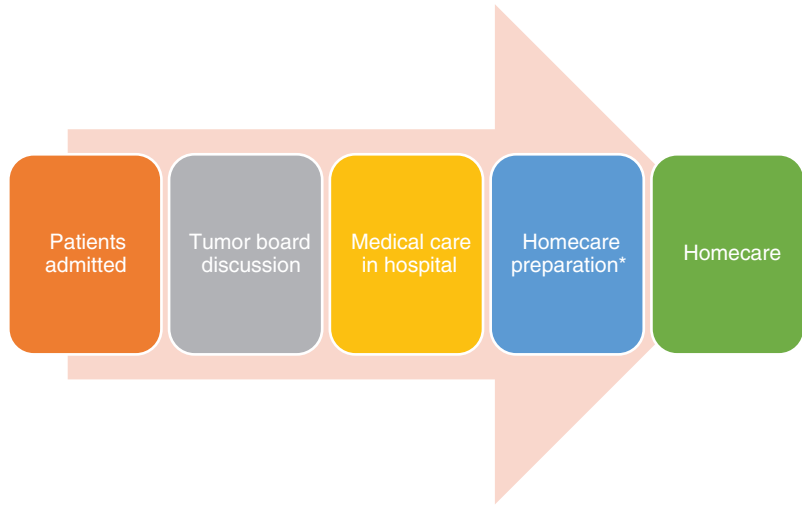 Patients
admitted
Tumor board
discussion
Medical care
in hospital
Homecare
preparation*
Homecare